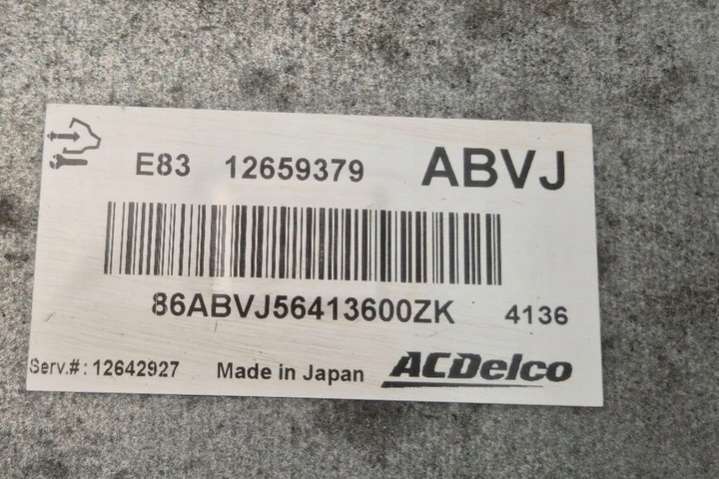 E83 12659379 ABVJ
86ABVJ56413600ZK 4136
Serv.#: 12642927 Made in Japan ACDelco